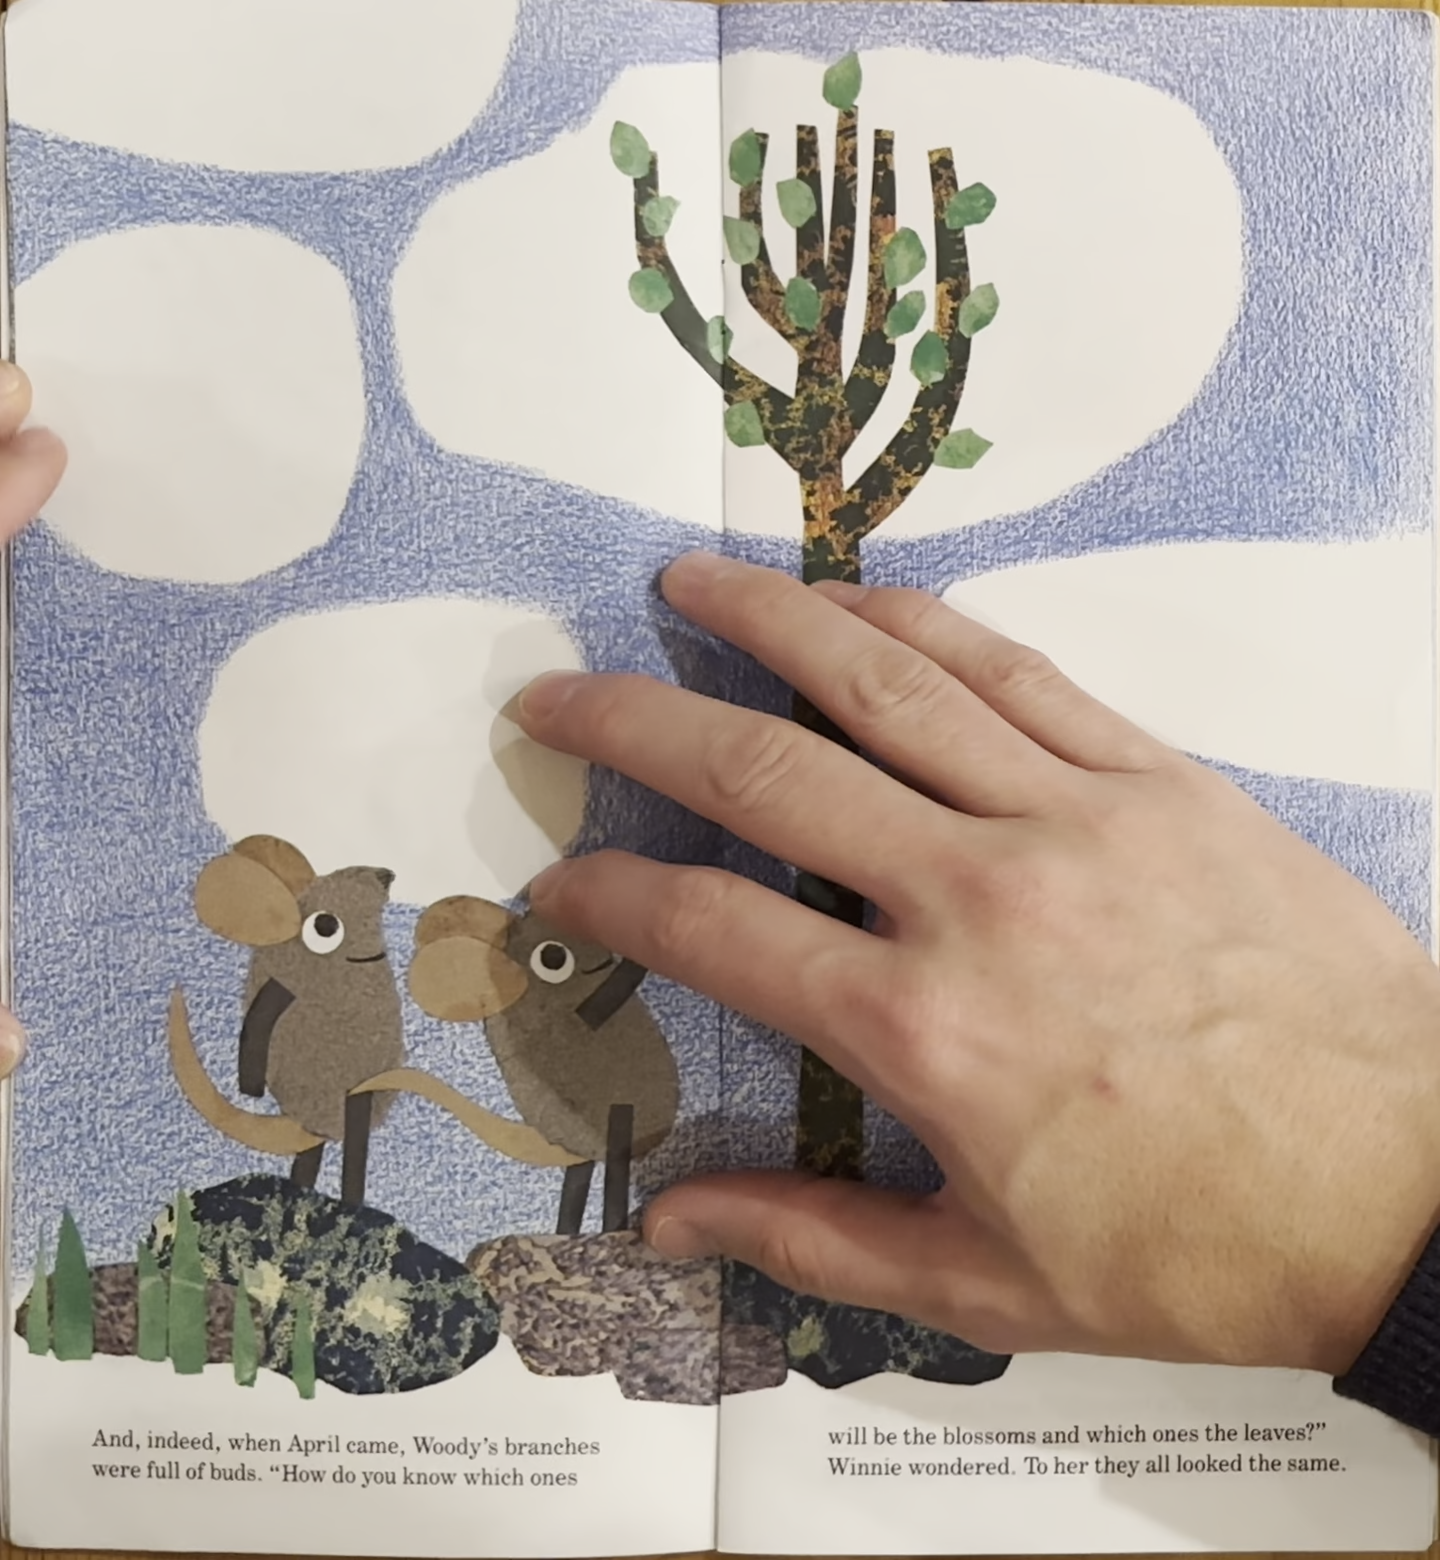 And, indeed, when April came, Woody's branches
were full of buds. “How do you know which ones
will be the blossoms and which ones the leaves?”
Winnie wondered. To her they all looked the same.